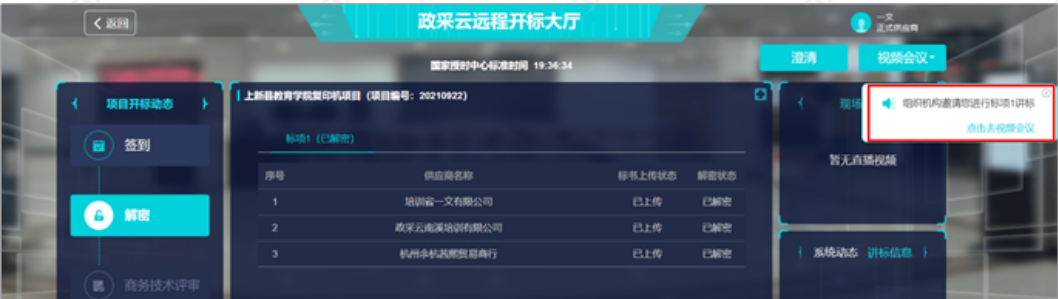 返回
政采云远程开标大厅
一文
正式供应商
国家授时中心标准时间 19:36:34
澄清
视频会议
项目开标动态
上新县教育学院复印机项目（项目编号：20210922）
现场
组织机构邀请您进行标项1讲标
点击去视频会议
签到
标项1（已解密）
暂无直播视频
序号 供应商名称 标书上传状态 解密状态
1 培训省一文有限公司 已上传 已解密
解密
2 政采云南溪培训有限公司 已上传 已解密
3 杭州余杭 贸易商行 已上传 已解密
系统动态 讲标信息
商务技术评审